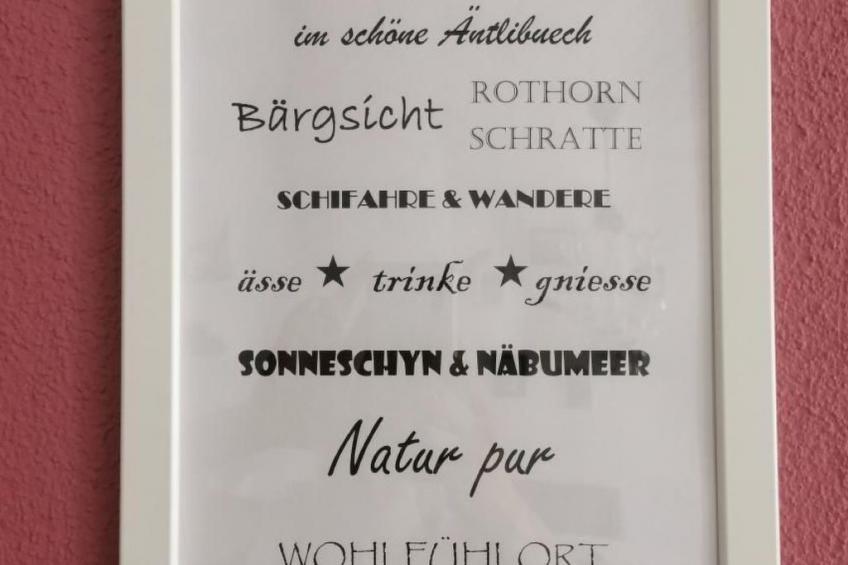 im schöne Äntlibuech
Bärgsicht
ROTHORN
SCHRATTE
SCHIFAHRE & WANDERE
ässe ★ trinke ★ gniesse
SONNESCHYN & NÄBUMEER
Natur pur
WOHLFÜHLORT